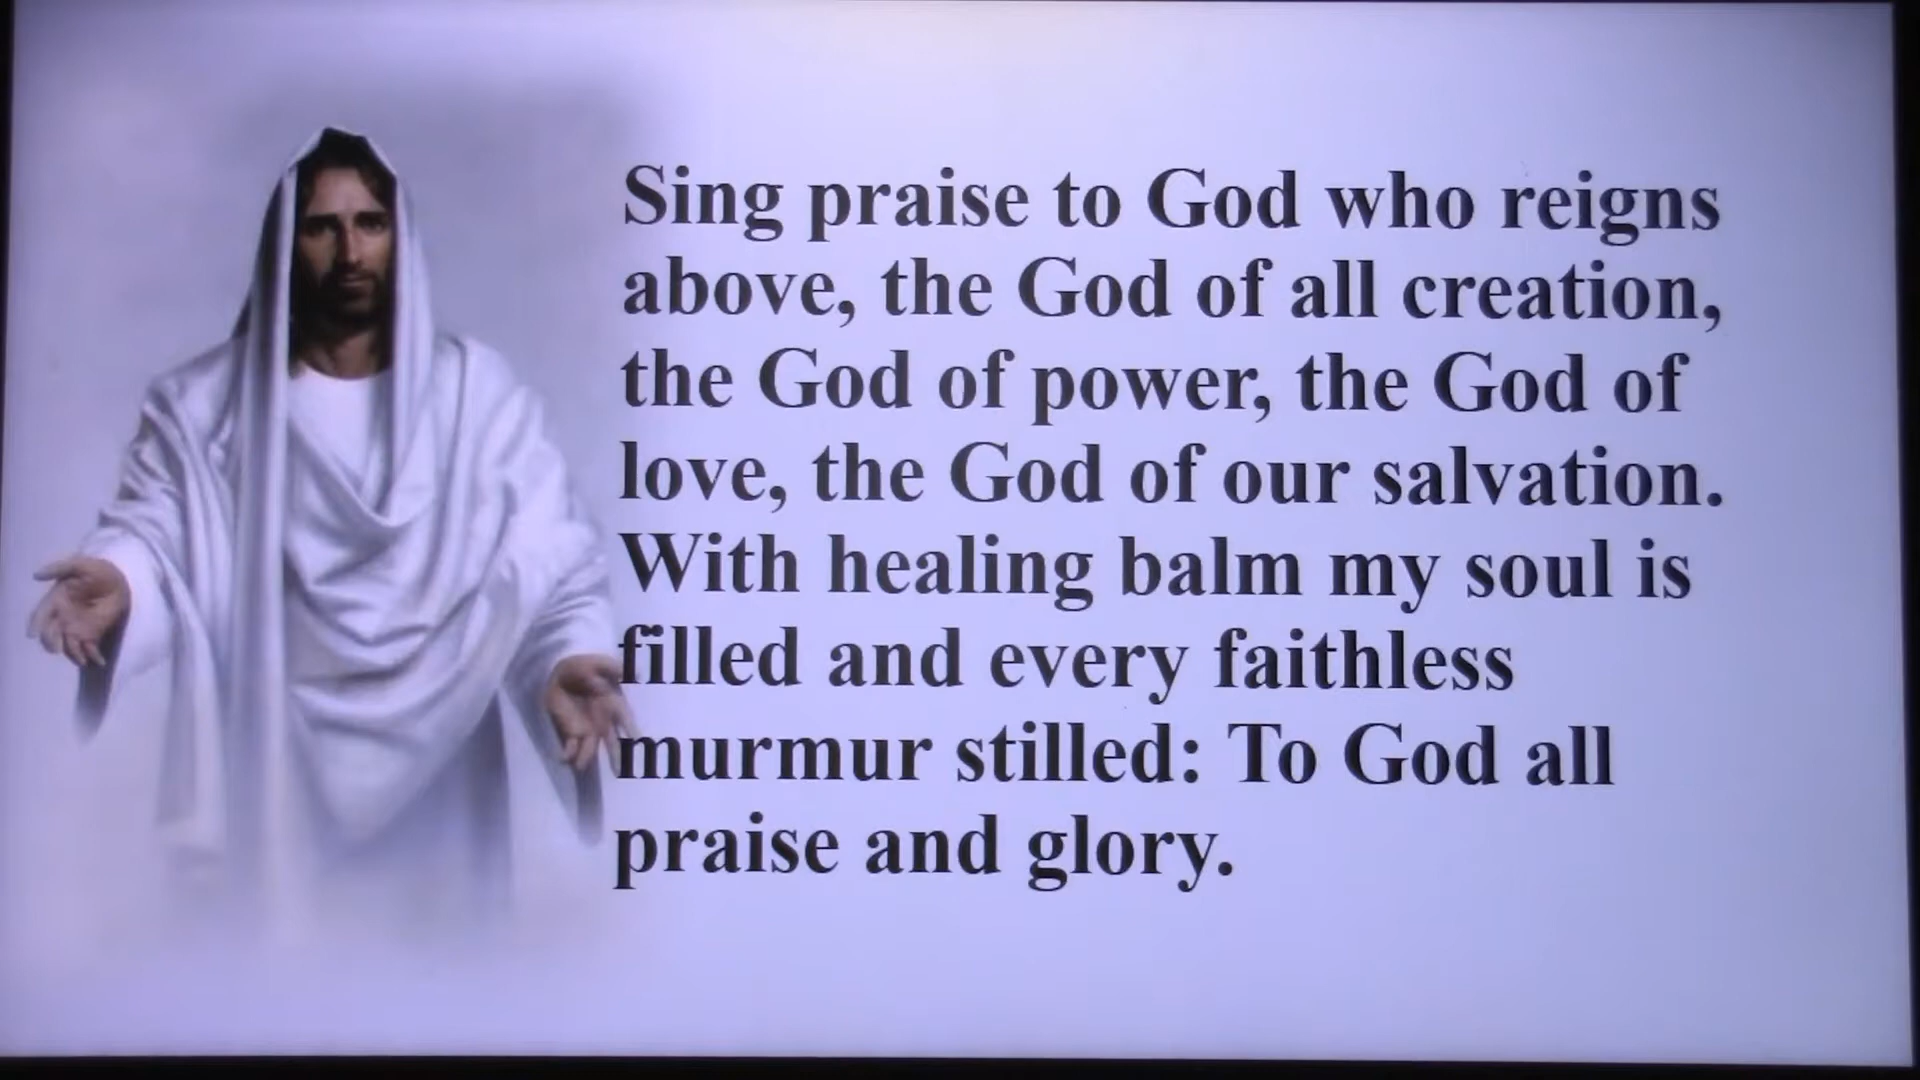 Sing praise to God who reigns
above, the God of all creation,
the God of power, the God of
love, the God of our salvation.
With healing balm my soul is
filled and every faithless
murmur stilled: To God all
praise and glory.